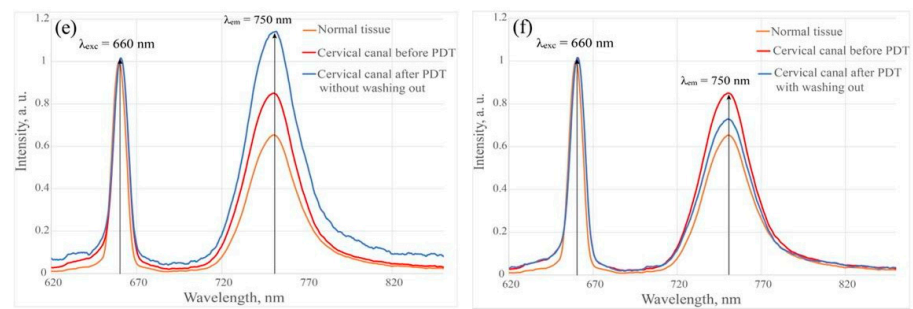 (e)
λexc = 660 nm
λem = 750 nm
Normal tissue
Cervical canal before PDT
Cervical canal after PDT
without washing out
Intensity, a. u.
1.2
1
0.8
0.6
0.4
0.2
0
620 670 720 770 820
Wavelength, nm
(f)
λexc = 660 nm
λem = 750 nm
Normal tissue
Cervical canal before PDT
Cervical canal after PDT
with washing out
Intensity, a. u.
1.2
1
0.8
0.6
0.4
0.2
0
620 670 720 770 820
Wavelength, nm